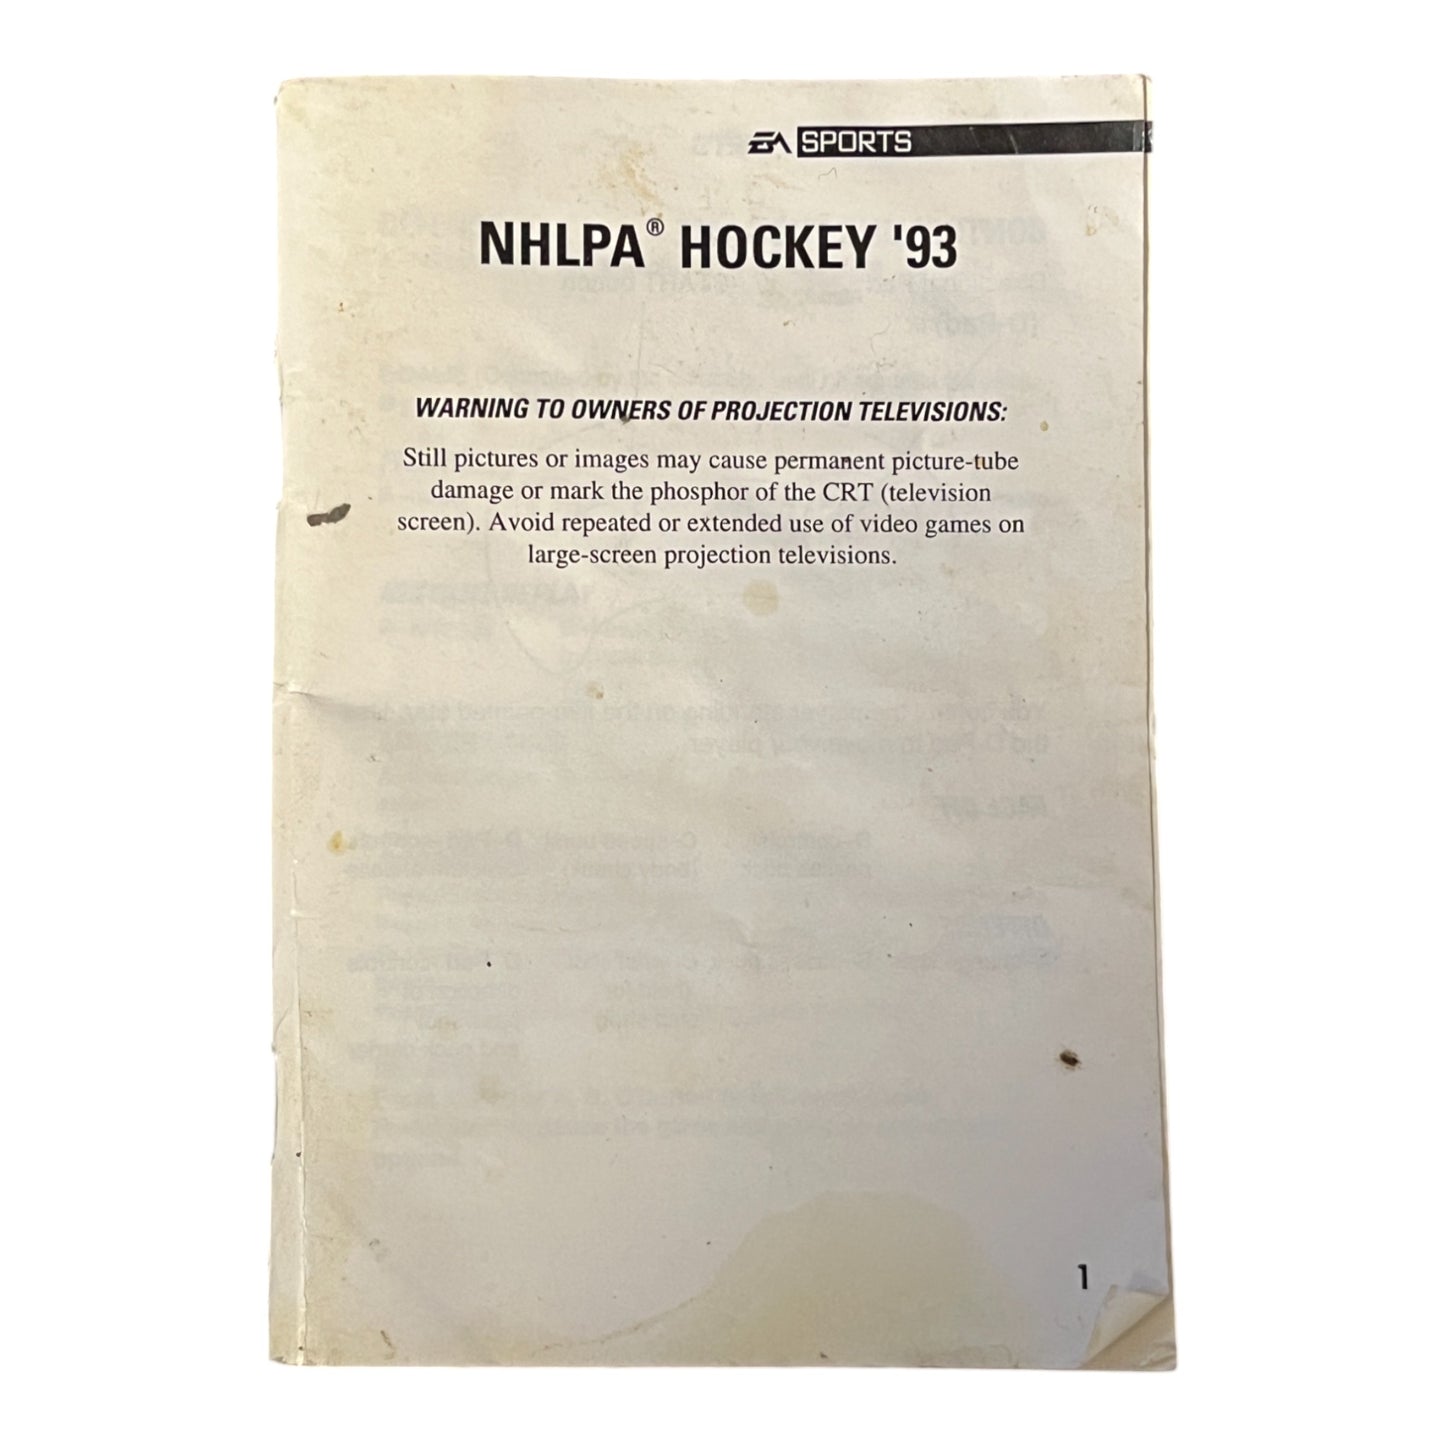 EA SPORTS
NHLPA® HOCKEY '93
WARNING TO OWNERS OF PROJECTION TELEVISIONS:
Still pictures or images may cause permanent picture-tube
damage or mark the phosphor of the CRT (television
screen). Avoid repeated or extended use of video games on
large-screen projection televisions.
1